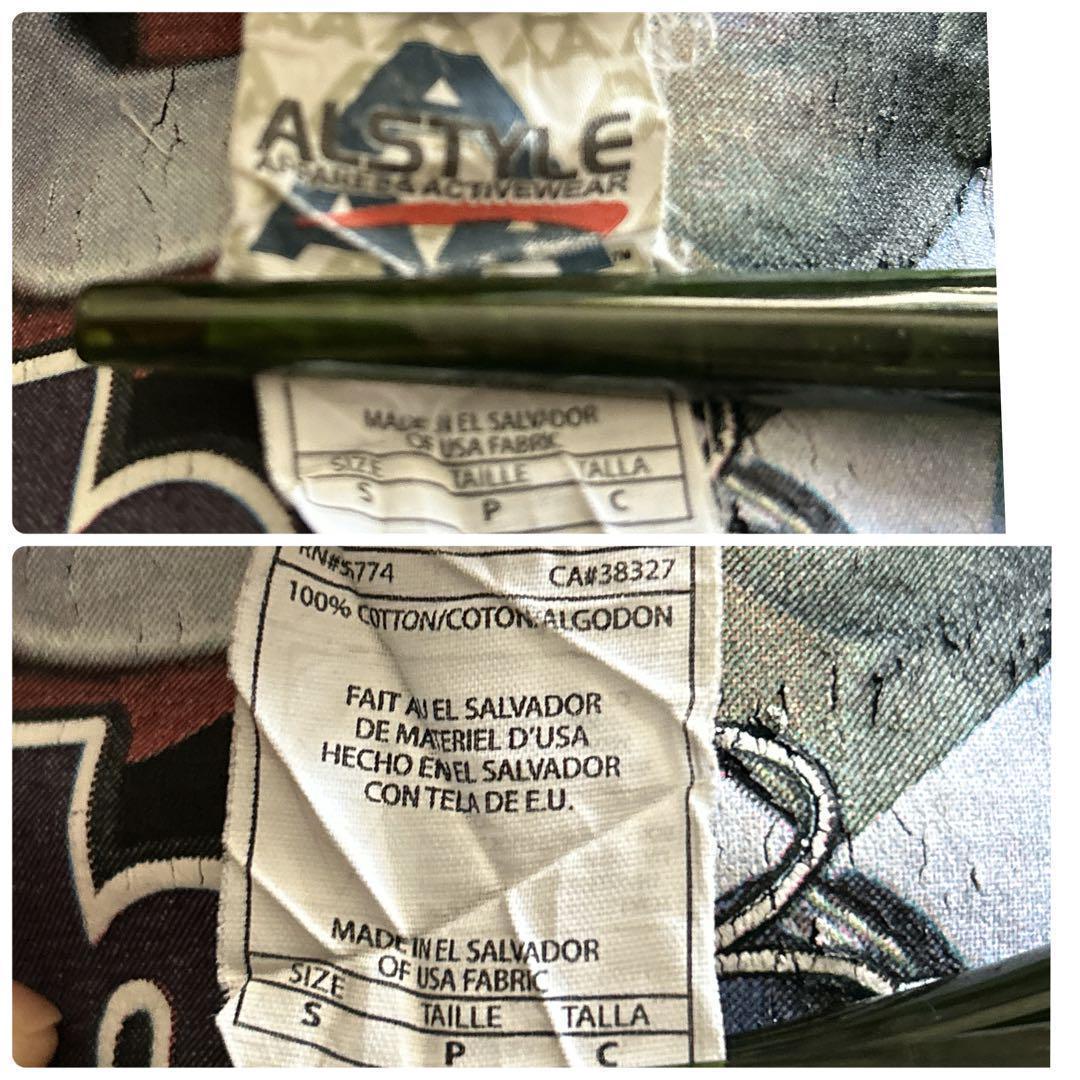 ALSTYLE
APPAREL & ACTIVEWEAR
TM
MADE IN EL SALVADOR
OF USA FABRIC
SIZE TAILLE TALLA
S P C
RN#5774 CA#38327
100% COTTON/COTON/ALGODON
FAIT AU EL SALVADOR
DE MATERIEL D'USA
HECHO EN EL SALVADOR
CON TELA DE E.U.
MADE IN EL SALVADOR
OF USA FABRIC
SIZE TAILLE TALLA
S P C